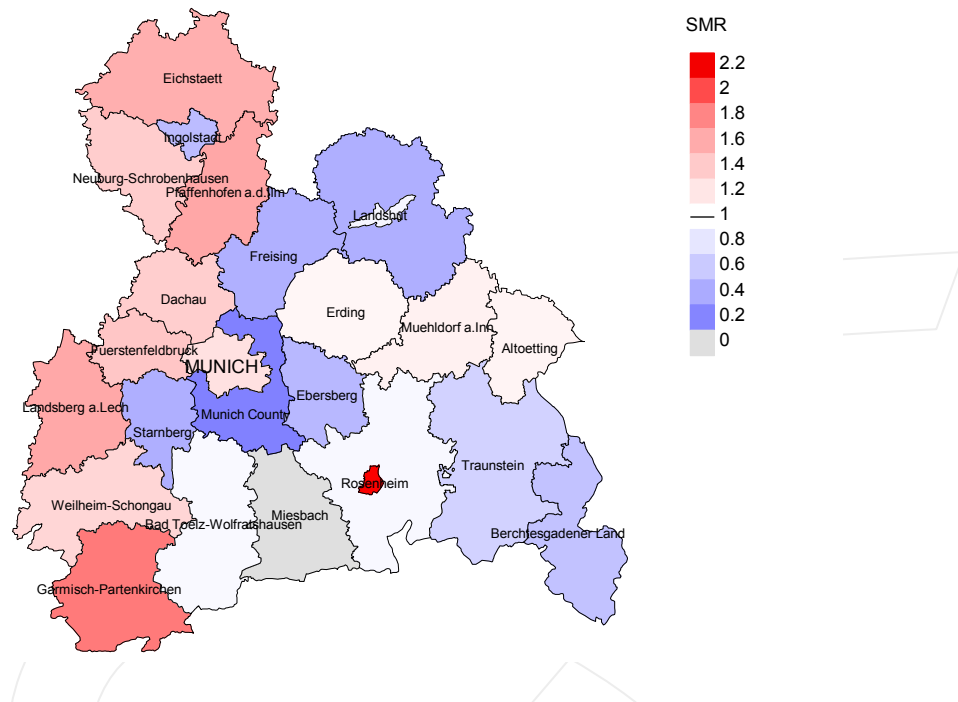 SMR
2.2
2
1.8
1.6
1.4
1.2
1
0.8
0.6
0.4
0.2
0
Eichstaett
Ingolstadt
Neuburg-Schrobenhausen
Pfaffenhofen a.d.Ilm
Landshut
Freising
Dachau
Erding
Muehldorf a.Inn
Altoetting
Fuerstenfeldbruck
MUNICH
Ebersberg
Landsberg a.Lech
Munich County
Starnberg
Traunstein
Rosenheim
Weilheim-Schongau
Miesbach
Bad Toelz-Wolfratshausen
Berchtesgadener Land
Garmisch-Partenkirchen